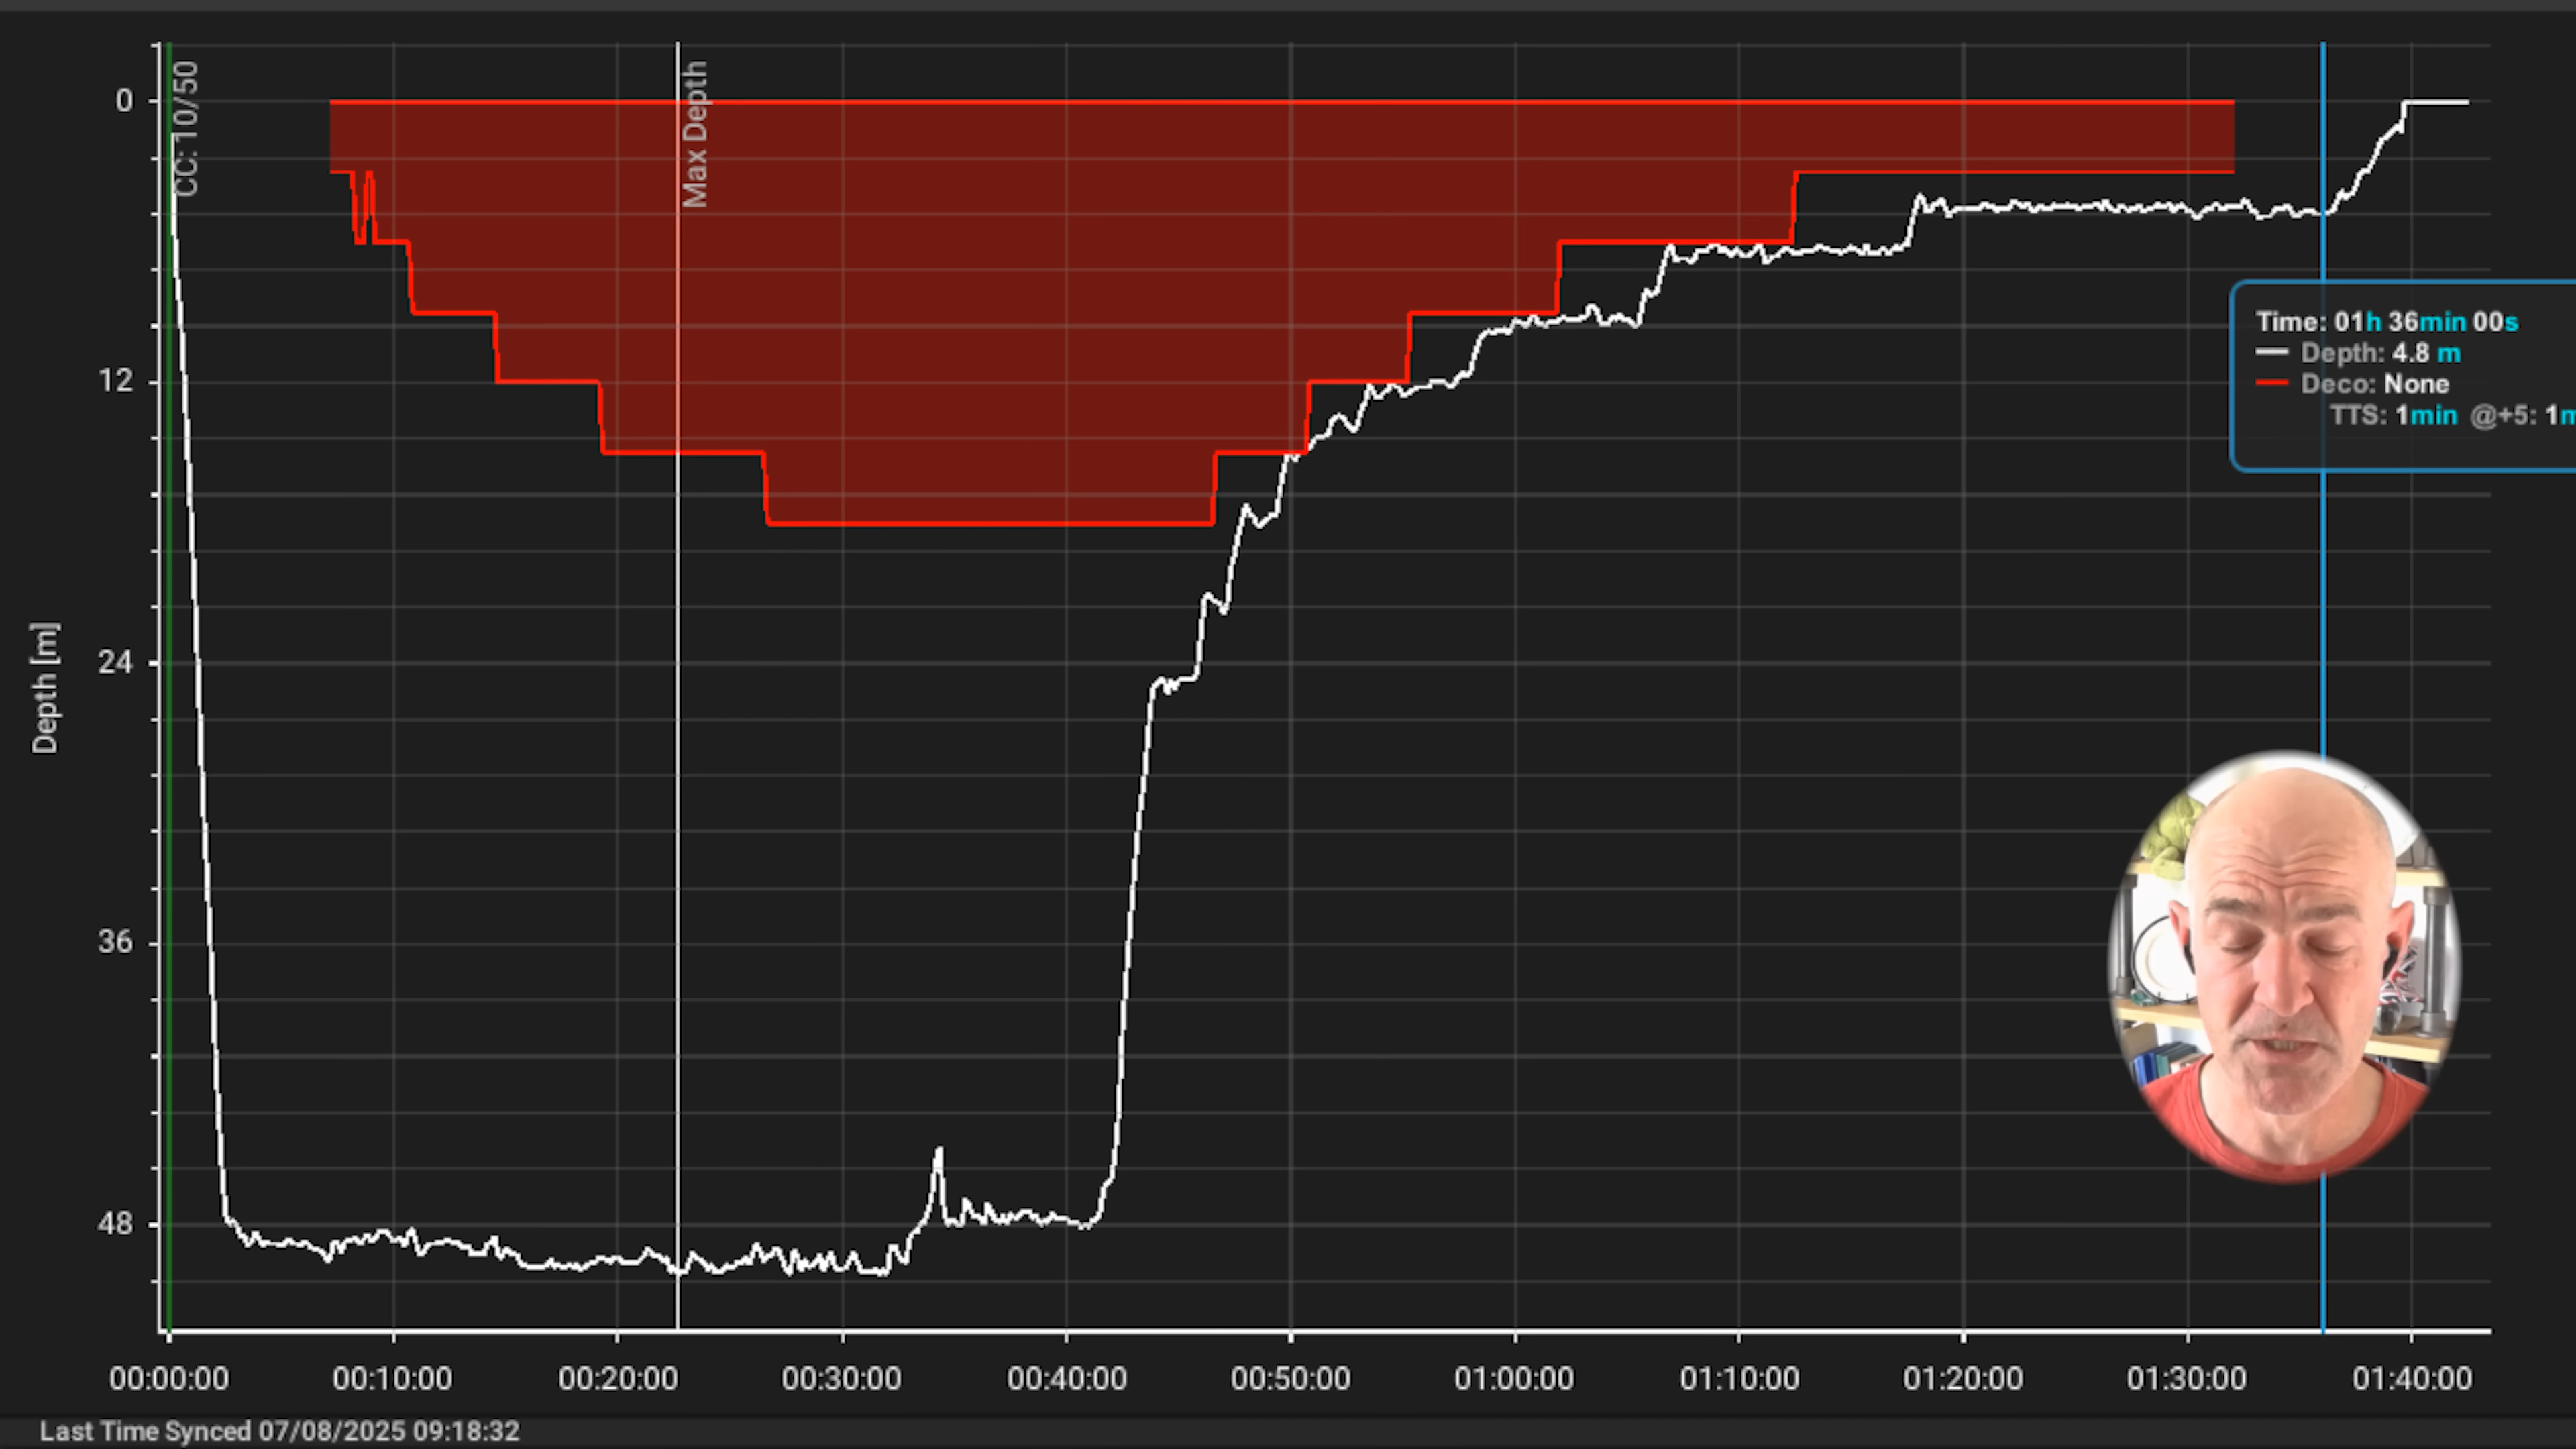 CC: 10/50
Max Depth
0
12
24
36
48
Depth [m]
Time: 01h 36min 00s
Depth: 4.8 m
Deco: None
TTS: 1min @+5: 1m
00:00:00 00:10:00 00:20:00 00:30:00 00:40:00 00:50:00 01:00:00 01:10:00 01:20:00 01:30:00 01:40:00
Last Time Synced 07/08/2025 09:18:32